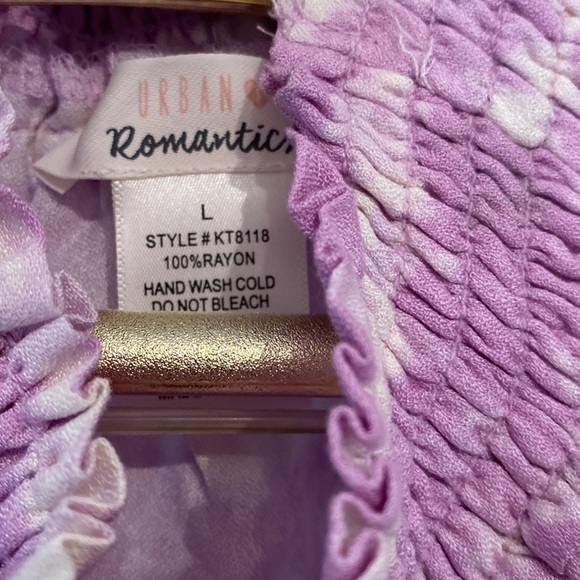 URBAN
Romantics
L
STYLE # KT8118
100%RAYON
HAND WASH COLD
DO NOT BLEACH